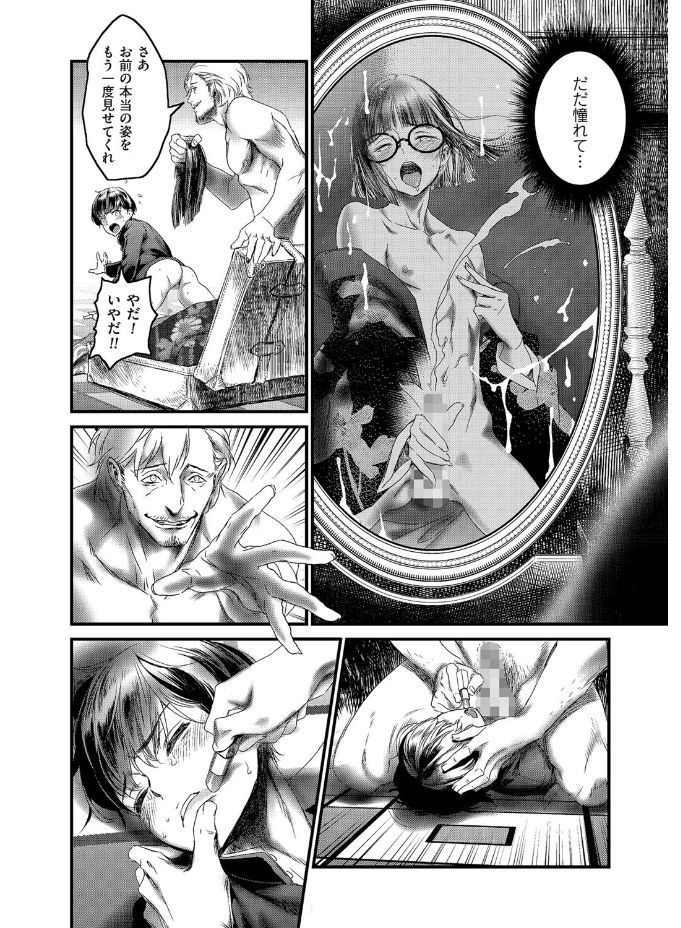 だだ憧れて…
さあ
お前の本当の姿を
もう一度見せてくれ
やだ！
いやだ!!